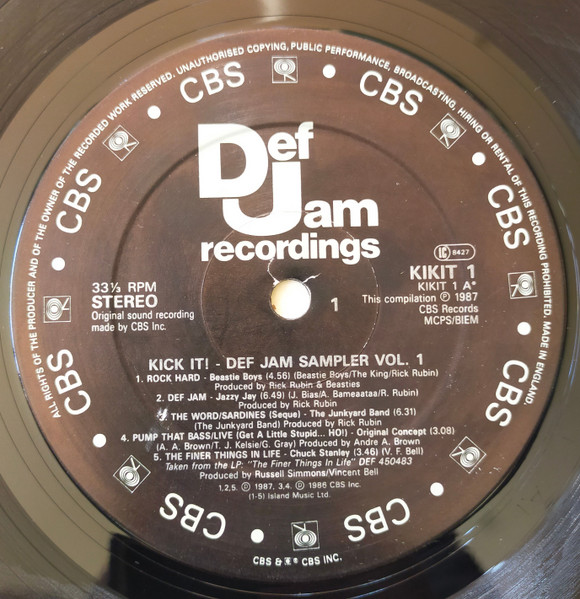 ALL RIGHTS OF THE PRODUCER AND OF THE OWNER OF THE RECORDED WORK RESERVED. UNAUTHORISED COPYING, PUBLIC PERFORMANCE, BROADCASTING, HIRING OR RENTAL OF THIS RECORDING PROHIBITED. MADE IN ENGLAND.
CBS
CBS
CBS
CBS
CBS
CBS
CBS
CBS
Def
Jam
recordings
33⅓ RPM
STEREO
Original sound recording
made by CBS Inc.
1
LC 8427
KIKIT 1
KIKIT 1 A*
This compilation ℗ 1987
CBS Records
MCPS/BIEM
KICK IT! - DEF JAM SAMPLER VOL. 1
1. ROCK HARD - Beastie Boys (4.56) (Beastie Boys/The King/Rick Rubin)
Produced by Rick Rubin & Beasties
2. DEF JAM - Jazzy Jay (6.49) (J. Bias/A. Bameaataa/R. Rubin)
Produced by Rick Rubin
THE WORD/SARDINES (Seque) - The Junkyard Band (6.31)
(The Junkyard Band) Produced by Rick Rubin
4. PUMP THAT BASS/LIVE (Get A Little Stupid... HO!) - Original Concept (3.08)
(A. A. Brown/T. J. Kelsie/G. Gray) Produced by Andre A. Brown
5. THE FINER THINGS IN LIFE - Chuck Stanley (3.46) (V. F. Bell)
Taken from the LP: "The Finer Things In Life" DEF 450483
Produced by Russell Simmons/Vincent Bell
1,2,5. ℗ 1987, 3,4. ℗ 1986 CBS Inc.
(1-5) Island Music Ltd.
CBS & ® CBS INC.